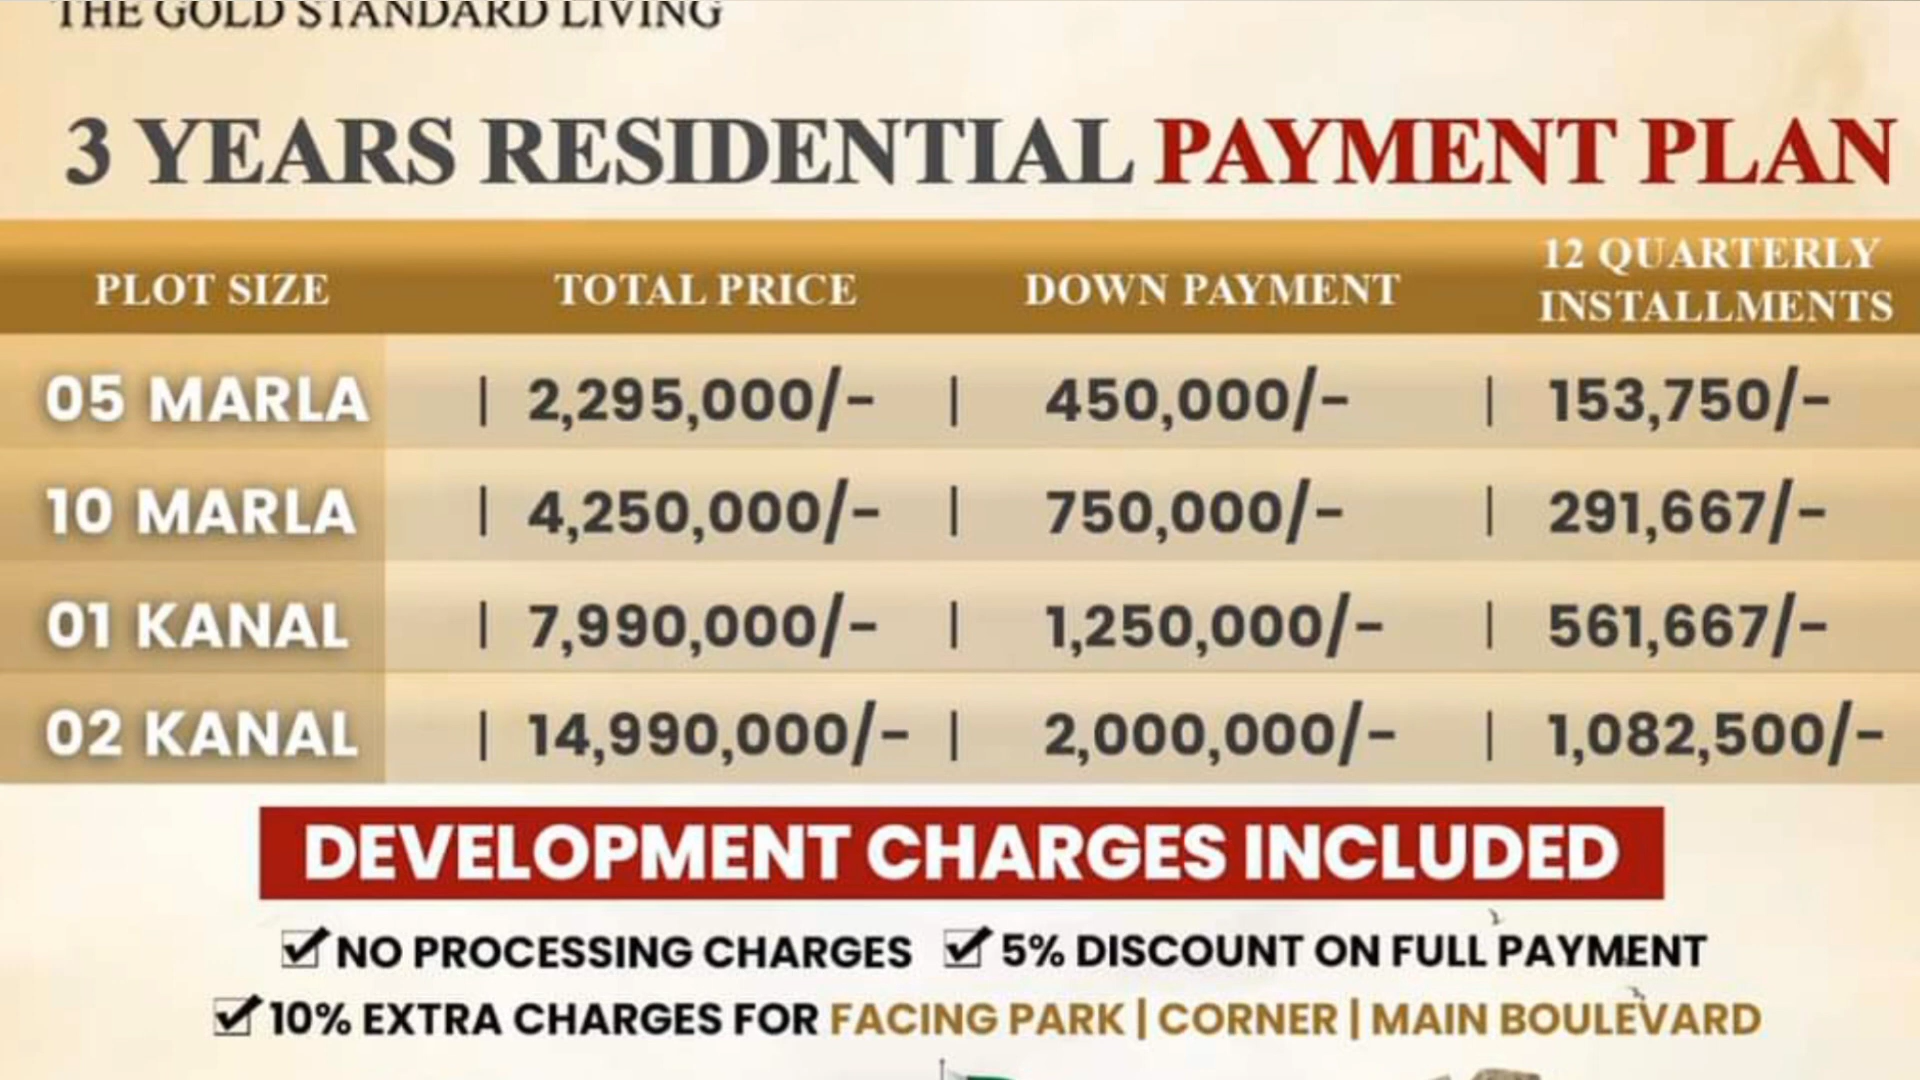 THE GOLD STANDARD LIVING
3 YEARS RESIDENTIAL PAYMENT PLAN
PLOT SIZE TOTAL PRICE DOWN PAYMENT 12 QUARTERLY INSTALLMENTS
05 MARLA | 2,295,000/- | 450,000/- | 153,750/-
10 MARLA | 4,250,000/- | 750,000/- | 291,667/-
01 KANAL | 7,990,000/- | 1,250,000/- | 561,667/-
02 KANAL | 14,990,000/- | 2,000,000/- | 1,082,500/-
DEVELOPMENT CHARGES INCLUDED
NO PROCESSING CHARGES 5% DISCOUNT ON FULL PAYMENT
10% EXTRA CHARGES FOR FACING PARK | CORNER | MAIN BOULEVARD